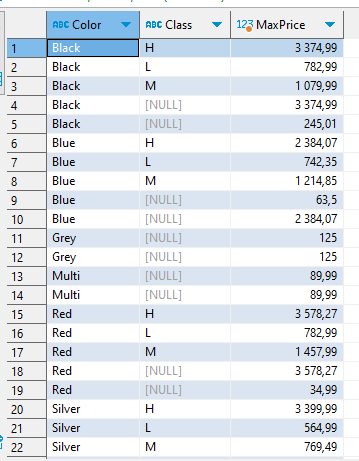 ABC Color ABC Class 123 MaxPrice
1 Black H 3 374,99
2 Black L 782,99
3 Black M 1 079,99
4 Black [NULL] 3 374,99
5 Black [NULL] 245,01
6 Blue H 2 384,07
7 Blue L 742,35
8 Blue M 1 214,85
9 Blue [NULL] 63,5
10 Blue [NULL] 2 384,07
11 Grey [NULL] 125
12 Grey [NULL] 125
13 Multi [NULL] 89,99
14 Multi [NULL] 89,99
15 Red H 3 578,27
16 Red L 782,99
17 Red M 1 457,99
18 Red [NULL] 3 578,27
19 Red [NULL] 34,99
20 Silver H 3 399,99
21 Silver L 564,99
22 Silver M 769,49